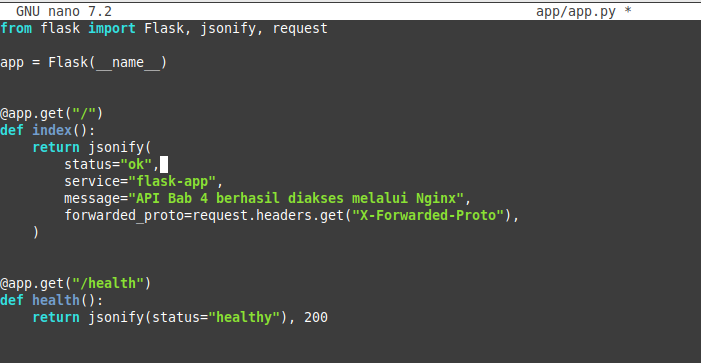 GNU nano 7.2 app/app.py *
from flask import Flask, jsonify, request
app = Flask(__name__)
@app.get("/")
def index():
    return jsonify(
        status="ok",
        service="flask-app",
        message="API Bab 4 berhasil diakses melalui Nginx",
        forwarded_proto=request.headers.get("X-Forwarded-Proto"),
    )
@app.get("/health")
def health():
    return jsonify(status="healthy"), 200